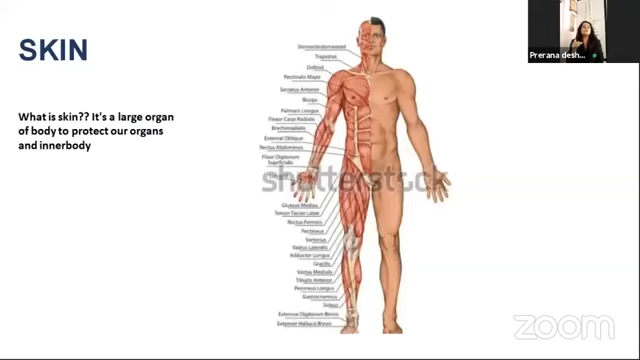 SKIN
What is skin?? It's a large organ
of body to protect our organs
and innerbody
Sternocleidomastoid
Trapezius
Deltoid
Pectoralis Major
Serratus Anterior
Biceps
Palmaris Longus
Flexor Carpi Radialis
Brachioradialis
External Oblique
Rectus Abdominus
Flexor Digitorum
Superficialis
shutterstock
Gluteus Medius
Tensor Faciae Latae
Rectus Femoris
Pectineus
Sartorius
Vastus Lateralis
Adductor Longus
Gracilis
Vastus Medialis
Tibialis Anterior
Peroneus Longus
Gastrocnemius
Soleus
Extensor Digitorum Brevis
Extensor Hallucis Brevis
Prerana desh...
zoom